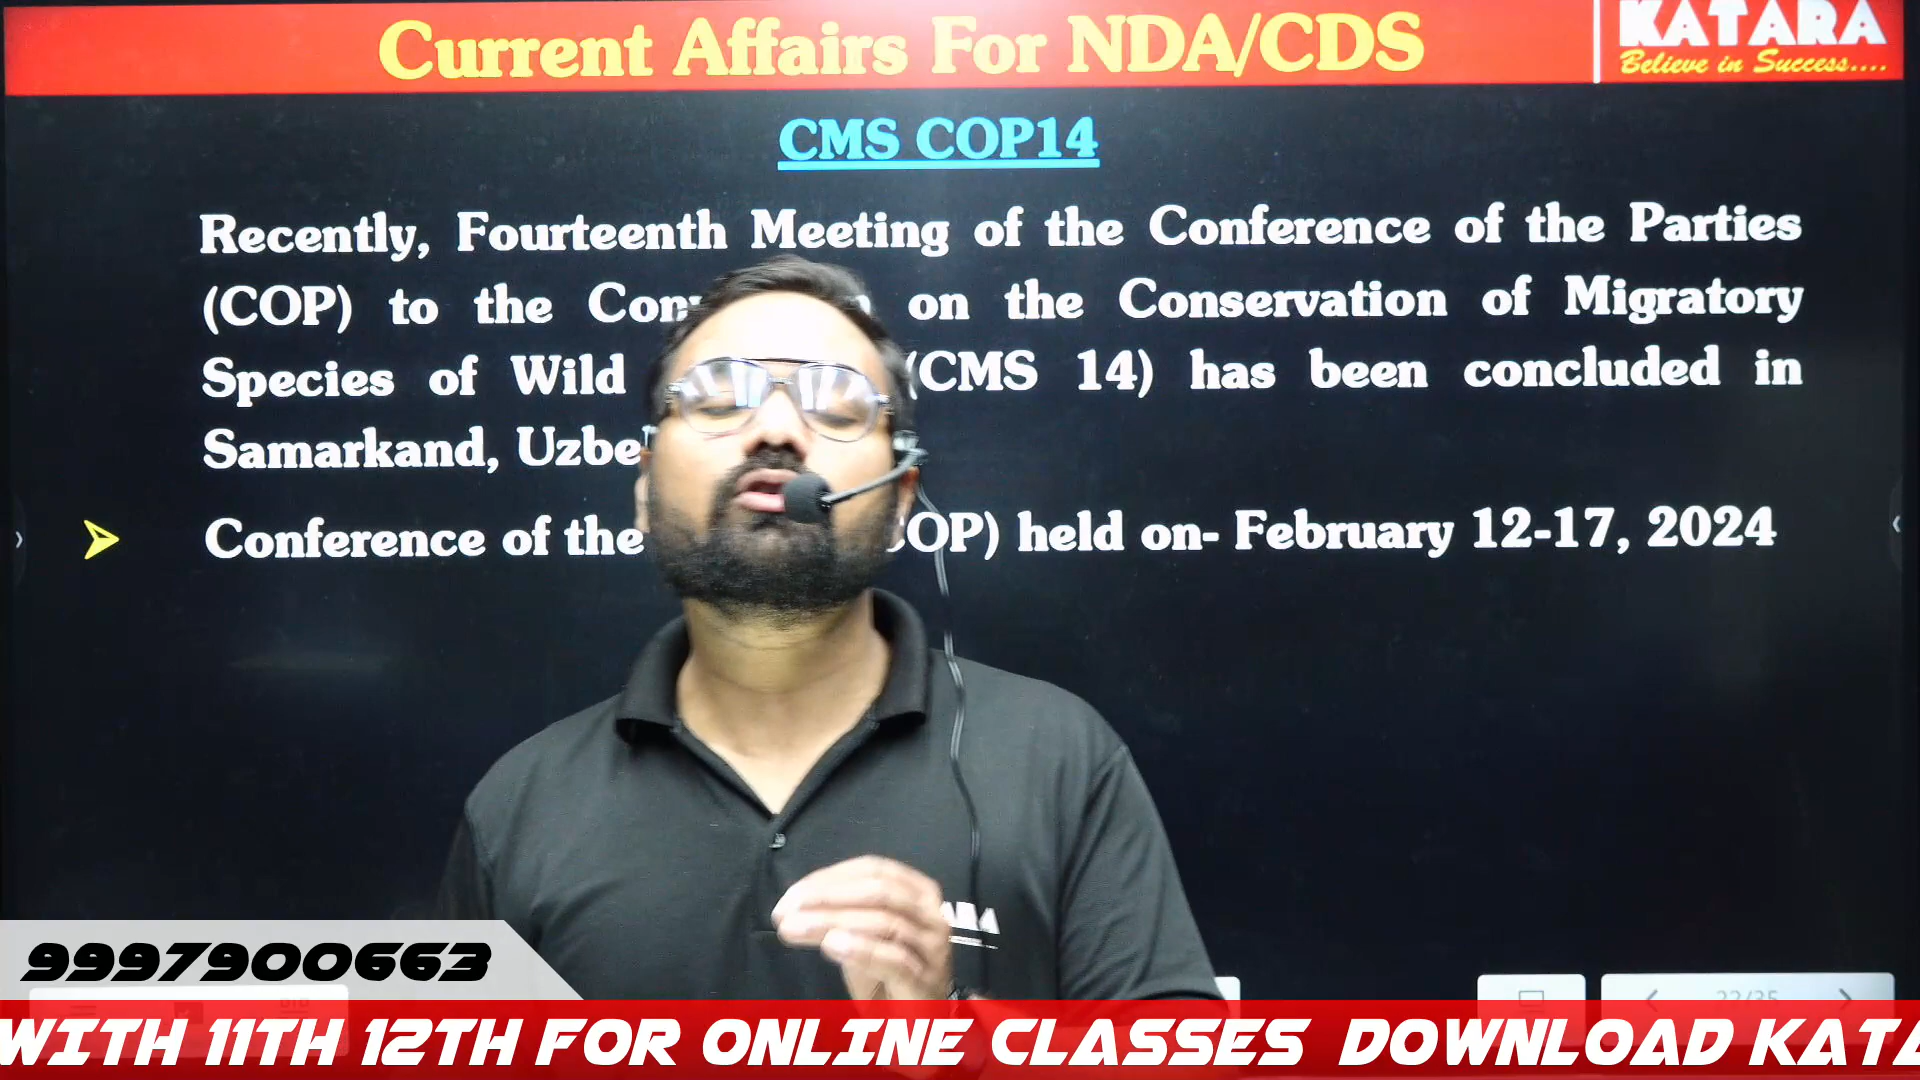 Current Affairs For NDA/CDS
KATARA
Believe in Success....
CMS COP14
Recently, Fourteenth Meeting of the Conference of the Parties
(COP) to the on the Conservation of Migratory
Species of Wild (CMS 14) has been concluded in
Samarkand, Uzbe
Conference of the COP) held on- February 12-17, 2024
9997900663
WITH 11TH 12TH FOR ONLINE CLASSES DOWNLOAD KATA